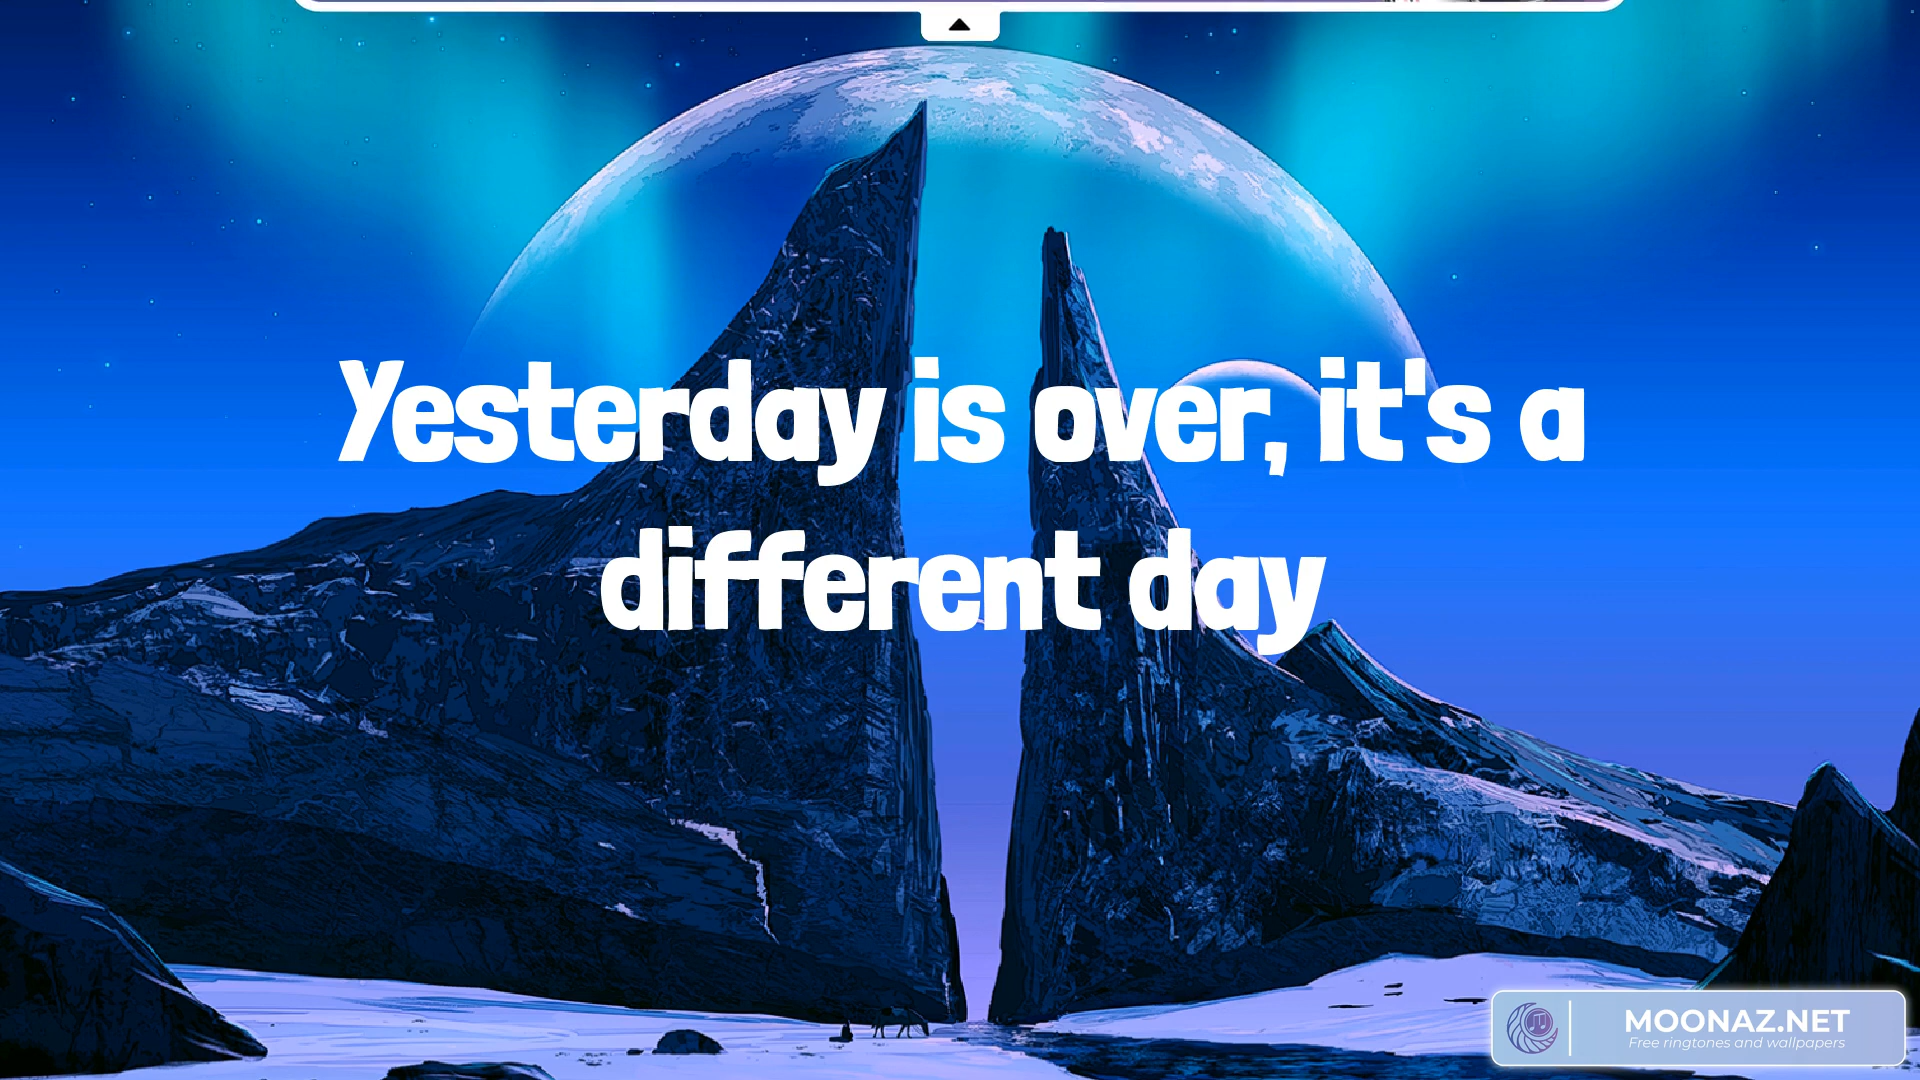 Yesterday is over, it's a
different day
MOONAZ.NET
Free ringtones and wallpapers